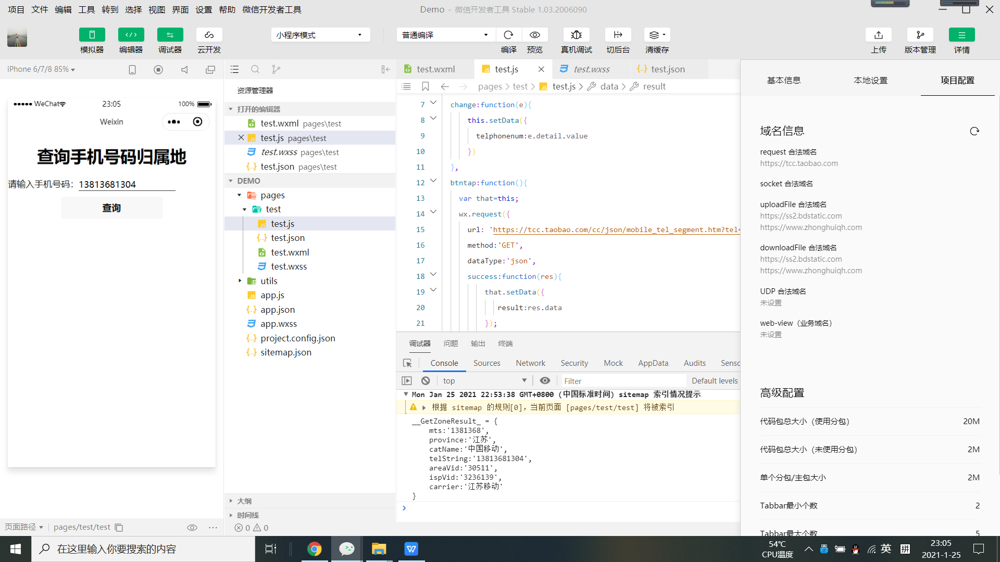 项目 文件 编辑 工具 转到 选择 视图 界面 设置 帮助 微信开发者工具
Demo - 微信开发者工具 Stable 1.03.2006090
模拟器 编辑器 调试器 云开发
小程序模式
普通编译
编译 预览 真机调试 切后台 清缓存
上传 版本管理 详情
iPhone 6/7/8 85%
WeChat 23:05 100%
Weixin
查询手机号码归属地
请输入手机号码: 13813681304
查询
页面路径 pages/test/test
资源管理器
打开的编辑器
test.wxml pages\test
test.js pages\test
test.wxss pages\test
test.json pages\test
DEMO
pages
test
test.js
test.json
test.wxml
test.wxss
utils
app.js
app.json
app.wxss
project.config.json
sitemap.json
大纲
时间线
0 0
test.wxml test.js test.wxss test.json
pages > test > test.js > data > result
7 change:function(e){
8 this.setData({
9 telphonenum:e.detail.value
10 })
11 },
12 btntap:function(){
13 var that=this;
14 wx.request({
15 url: 'https://tcc.taobao.com/cc/json/mobile_tel_segment.htm?tel=
16 method:'GET',
17 dataType:'json',
18 success:function(res){
19 that.setData({
20 result:res.data
21 });
调试器 问题 输出 终端
Console Sources Network Security Mock AppData Audits Sensc
top Filter Default levels
Mon Jan 25 2021 22:53:38 GMT+0800 (中国标准时间) sitemap 索引情况提示
根据 sitemap 的规则[0]，当前页面 [pages/test/test] 将被索引
__GetZoneResult_ = {
mts:'1381368',
province:'江苏',
catName:'中国移动',
telString:'13813681304',
areaVid:'30511',
ispVid:'3236139',
carrier:'江苏移动'
}
基本信息 本地设置 项目配置
域名信息
request 合法域名
https://tcc.taobao.com
socket 合法域名
uploadFile 合法域名
https://ss2.bdstatic.com
https://www.zhonghuiqh.com
downloadFile 合法域名
https://ss2.bdstatic.com
https://www.zhonghuiqh.com
UDP 合法域名
未设置
web-view（业务域名）
未设置
高级配置
代码包总大小（使用分包） 20M
代码包总大小（未使用分包） 2M
单个分包/主包大小 2M
Tabbar最小个数 2
Tabbar最大个数 5
在这里输入你要搜索的内容
54℃
CPU温度
英 拼
23:05
2021-1-25